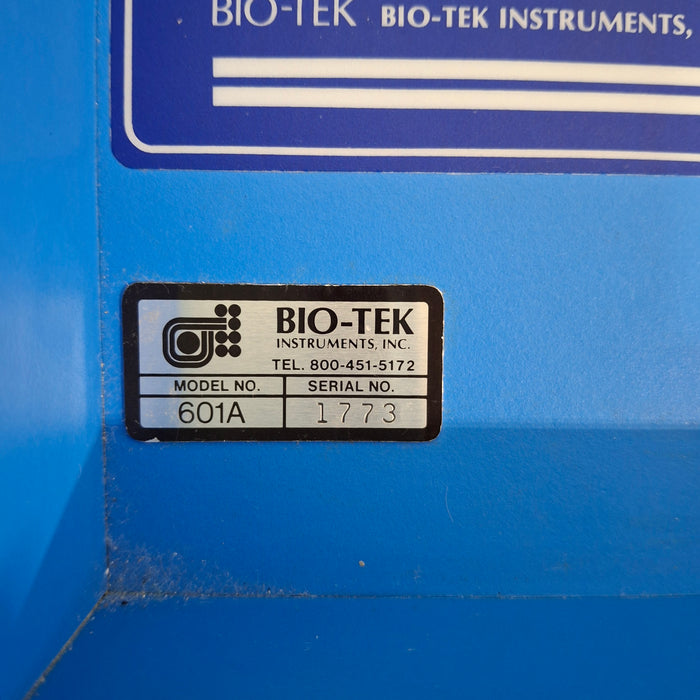 BIO-TEK BIO-TEK INSTRUMENTS,
BIO-TEK
INSTRUMENTS, INC.
TEL. 800-451-5172
MODEL NO. SERIAL NO.
601A 1773